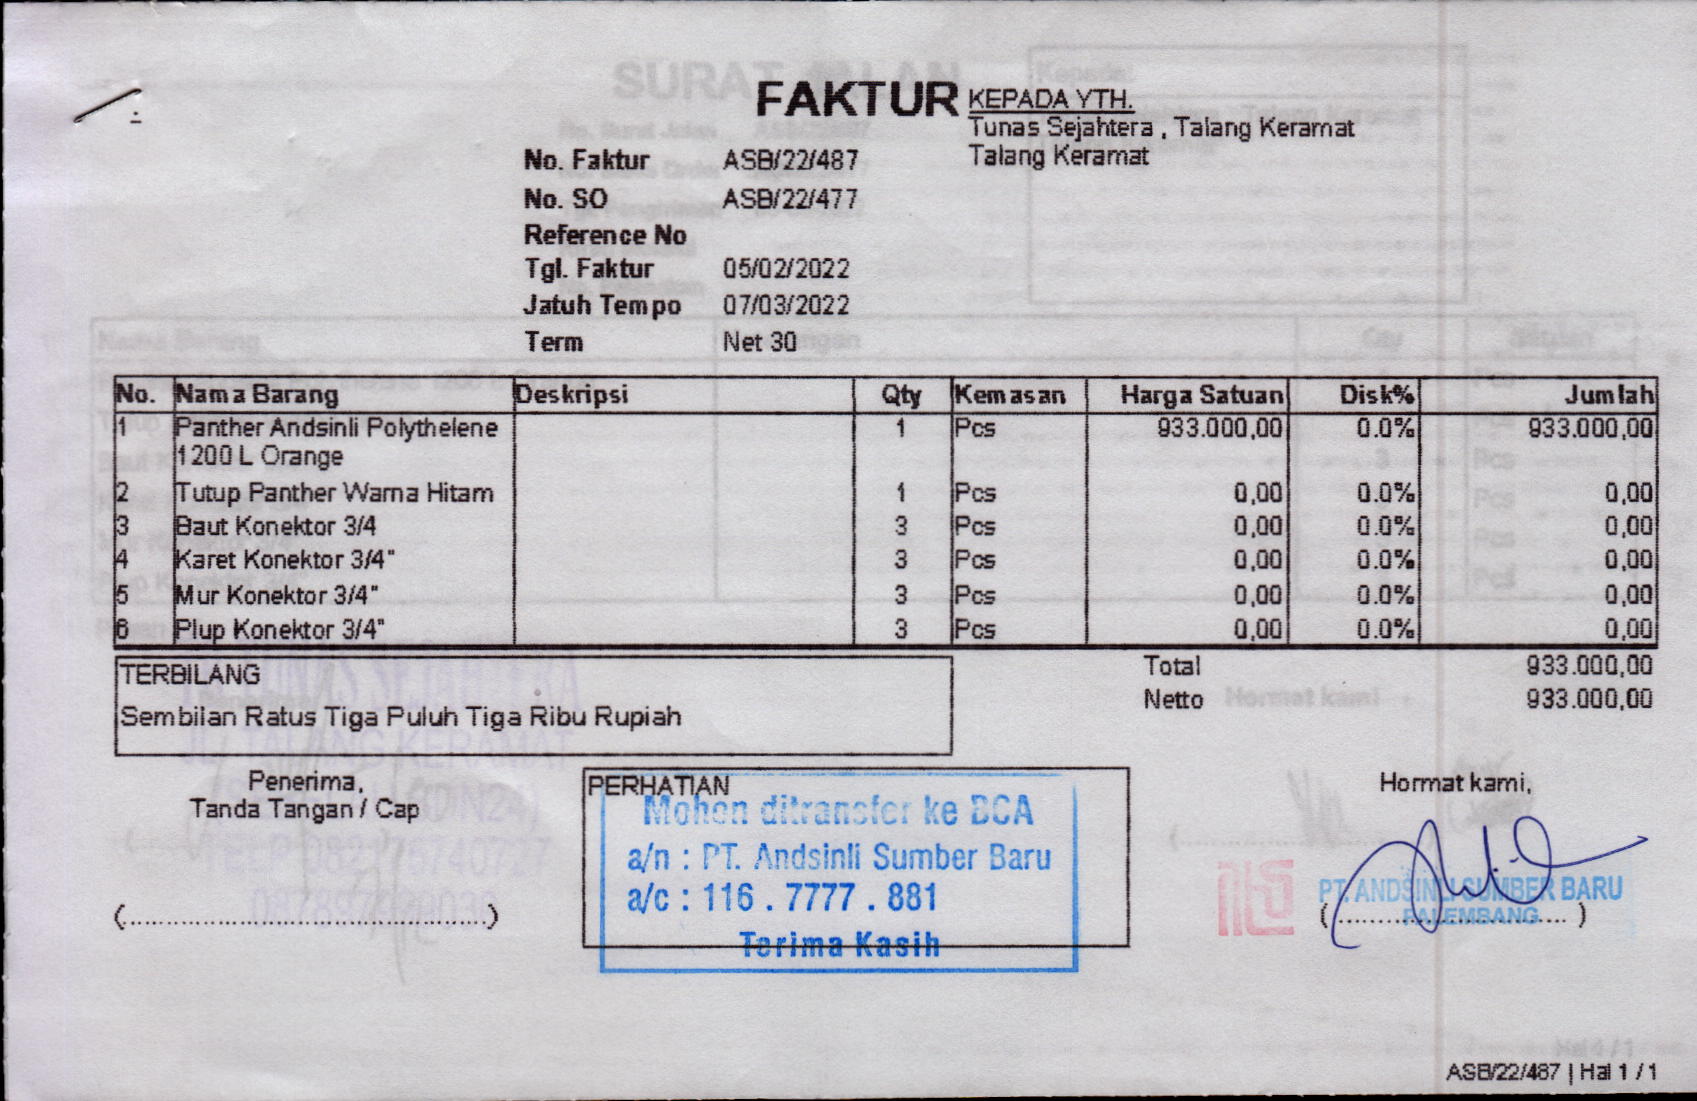 FAKTUR
KEPADA YTH.
Tunas Sejahtera , Talang Keramat
Talang Keramat
No. Faktur ASB/22/487
No. SO ASB/22/477
Reference No
Tgl. Faktur 05/02/2022
Jatuh Tempo 07/03/2022
Term Net 30
No. Nama Barang Deskripsi Qty Kemasan Harga Satuan Disk% Jumlah
1 Panther Andsinli Polythelene 1 Pcs 933.000,00 0.0% 933.000,00
1200 L Orange
2 Tutup Panther Warna Hitam 1 Pcs 0,00 0.0% 0,00
3 Baut Konektor 3/4 3 Pcs 0,00 0.0% 0,00
4 Karet Konektor 3/4" 3 Pcs 0,00 0.0% 0,00
5 Mur Konektor 3/4" 3 Pcs 0,00 0.0% 0,00
6 Plup Konektor 3/4" 3 Pcs 0,00 0.0% 0,00
TERBILANG
Sembilan Ratus Tiga Puluh Tiga Ribu Rupiah
Total 933.000,00
Netto 933.000,00
Penerima,
Tanda Tangan / Cap
(..................................................)
PERHATIAN
Mohon ditransfer ke BCA
a/n : PT. Andsinli Sumber Baru
a/c : 116 . 7777 . 881
Terima Kasih
Hormat kami,
PT. ANDSINLI SUMBER BARU
PALEMBANG
ASB/22/487 | Hal 1 / 1